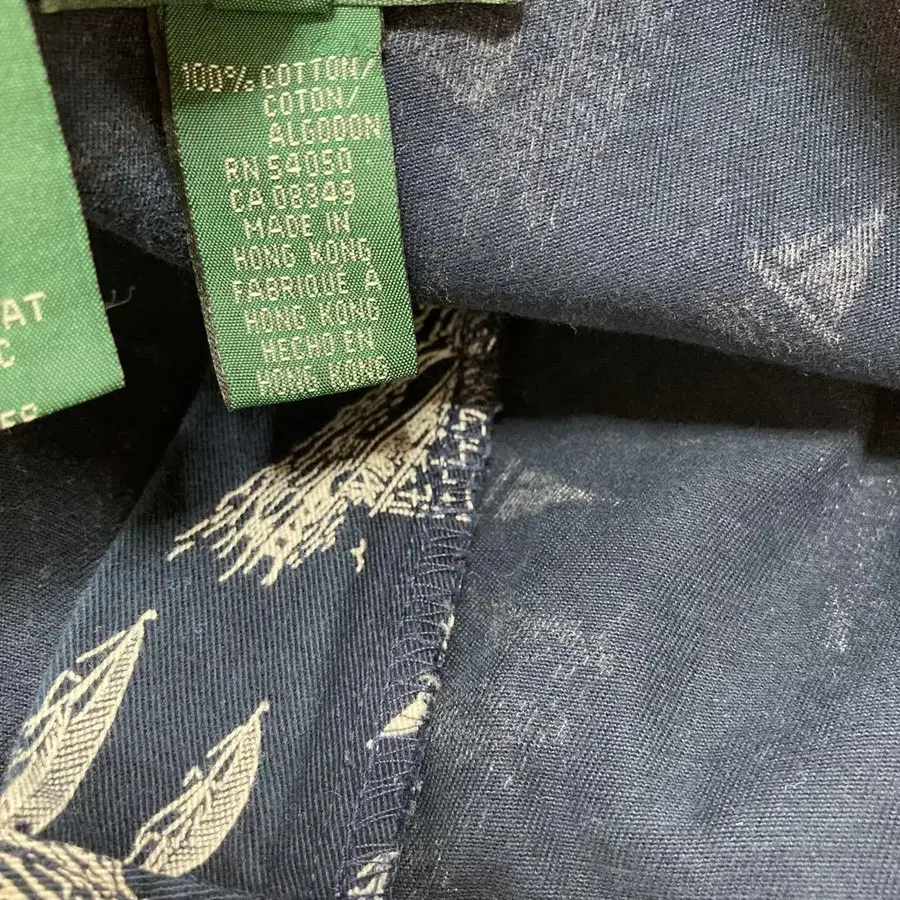 100% COTTON/
COTON/
ALGODON
RN 54050
CA 08349
MADE IN
HONG KONG
FABRIQUE A
HONG KONG
HECHO EN
HONG KONG
AT
C